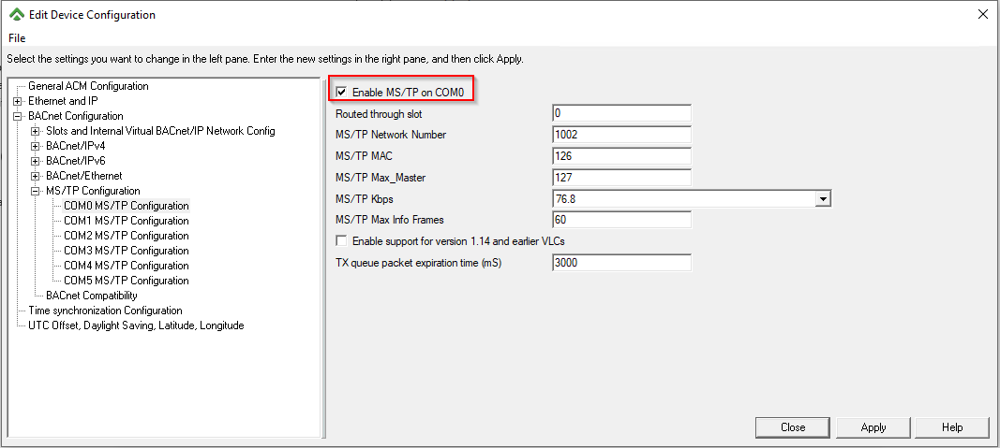 Edit Device Configuration
File
Select the settings you want to change in the left pane. Enter the new settings in the right pane, and then click Apply.
General ACM Configuration
Ethernet and IP
BACnet Configuration
Slots and Internal Virtual BACnet/IP Network Config
BACnet/IPv4
BACnet/IPv6
BACnet/Ethernet
MS/TP Configuration
COM0 MS/TP Configuration
COM1 MS/TP Configuration
COM2 MS/TP Configuration
COM3 MS/TP Configuration
COM4 MS/TP Configuration
COM5 MS/TP Configuration
BACnet Compatibility
Time synchronization Configuration
UTC Offset, Daylight Saving, Latitude, Longitude
Enable MS/TP on COM0
Routed through slot 0
MS/TP Network Number 1002
MS/TP MAC 126
MS/TP Max_Master 127
MS/TP Kbps 76.8
MS/TP Max Info Frames 60
Enable support for version 1.14 and earlier VLCs
TX queue packet expiration time (mS) 3000
Close Apply Help